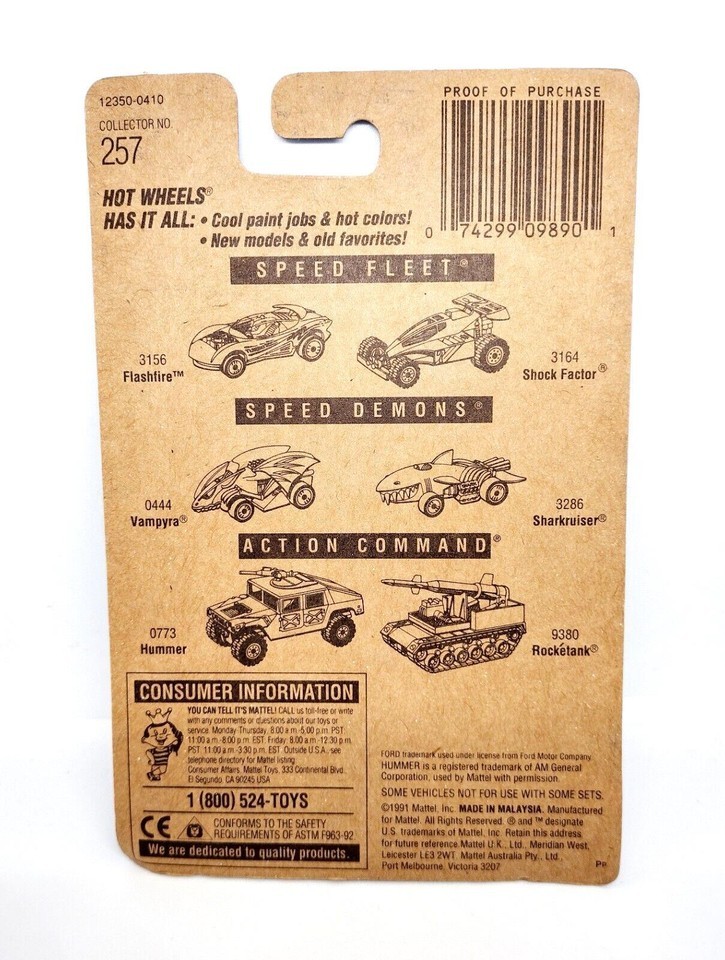 12350-0410
COLLECTOR NO.
257
PROOF OF PURCHASE
0 74299 09890 1
HOT WHEELS®
HAS IT ALL: • Cool paint jobs & hot colors!
• New models & old favorites!
SPEED FLEET®
3156
Flashfire™
3164
Shock Factor®
SPEED DEMONS®
0444
Vampyra®
3286
Sharkruiser®
ACTION COMMAND®
0773
Hummer
9380
Rocketank®
CONSUMER INFORMATION
YOU CAN TELL IT'S MATTEL! CALL us toll-free or write
with any comments or questions about our toys or
service. Monday-Thursday, 8:00 a.m.-5:00 p.m. PST:
11:00 a.m.-8:00 p.m. EST. Friday: 8:00 a.m.-12:30 p.m.
PST: 11:00 a.m.-3:30 p.m. EST. Outside U.S.A., see
telephone directory for Mattel listing.
Consumer Affairs, Mattel Toys, 333 Continental Blvd.,
El Segundo, CA 90245 USA
1 (800) 524-TOYS
CE CONFORMS TO THE SAFETY
REQUIREMENTS OF ASTM F963-92
We are dedicated to quality products.
FORD trademark used under license from Ford Motor Company.
HUMMER is a registered trademark of AM General
Corporation, used by Mattel with permission.
SOME VEHICLES NOT FOR USE WITH SOME SETS.
©1991 Mattel, Inc. MADE IN MALAYSIA. Manufactured
for Mattel. All Rights Reserved. ® and ™ designate
U.S. trademarks of Mattel, Inc. Retain this address
for future reference. Mattel U.K., Ltd., Meridian West,
Leicester LE3 2WT. Mattel Australia Pty., Ltd.,
Port Melbourne, Victoria 3207